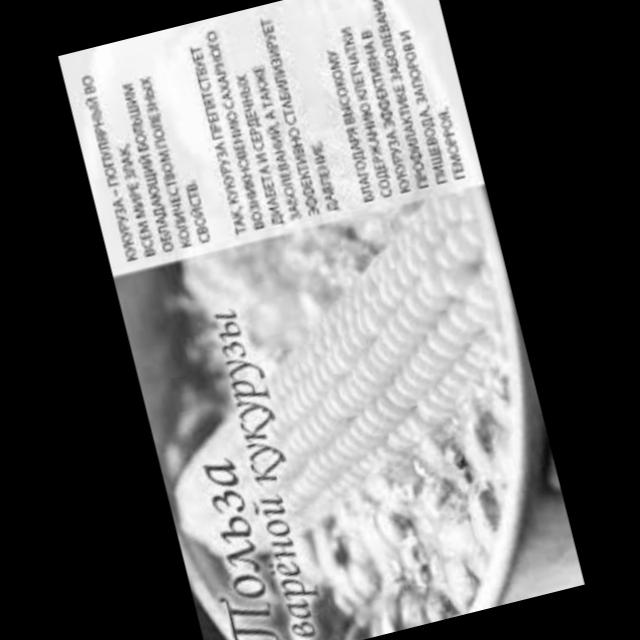 Польза
варёной кукурузы
КУКУРУЗА – ПОПУЛЯРНЫЙ ВО
ВСЕМ МИРЕ ЗЛАК,
ОБЛАДАЮЩИЙ БОЛЬШИМ
КОЛИЧЕСТВОМ ПОЛЕЗНЫХ
СВОЙСТВ.
ТАК, КУКУРУЗА ПРЕПЯТСТВУЕТ
ВОЗНИКНОВЕНИЮ САХАРНОГО
ДИАБЕТА И СЕРДЕЧНЫХ
ЗАБОЛЕВАНИЙ, А ТАКЖЕ
ЭФФЕКТИВНО СТАБИЛИЗИРУЕТ
ДАВЛЕНИЕ.
БЛАГОДАРЯ ВЫСОКОМУ
СОДЕРЖАНИЮ КЛЕТЧАТКИ
КУКУРУЗА ЭФФЕКТИВНА В
ПРОФИЛАКТИКЕ ЗАБОЛЕВАНИЙ
ПИЩЕВОДА, ЗАПОРОВ И
ГЕМОРРОЯ.